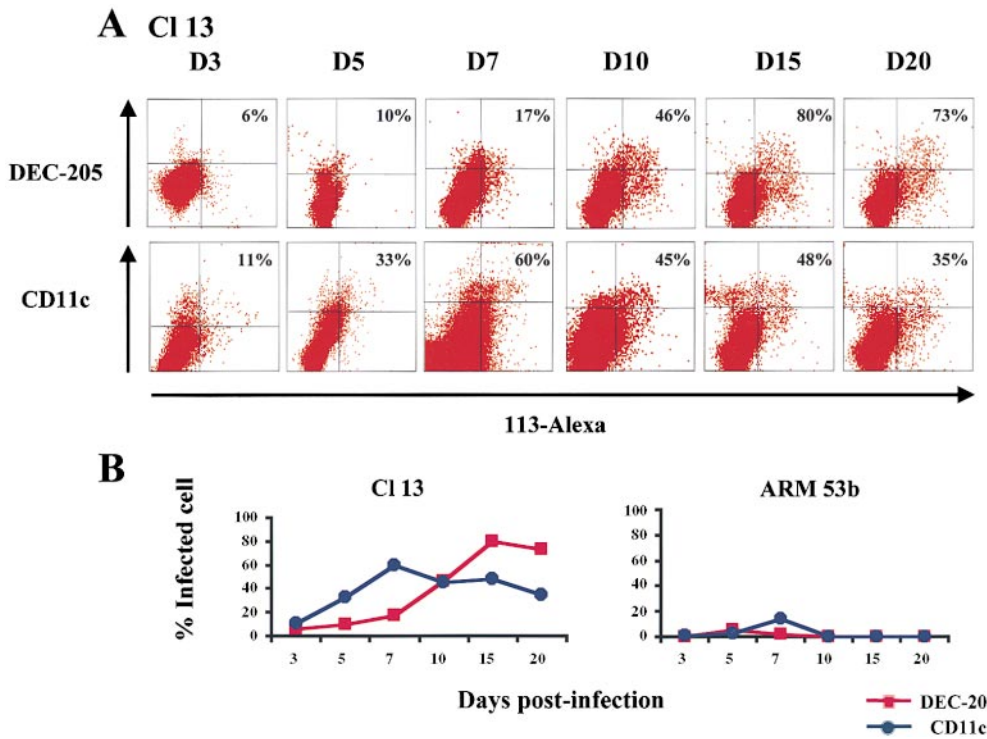 A Cl 13
D3 D5 D7 D10 D15 D20
DEC-205
6% 10% 17% 46% 80% 73%
CD11c
11% 33% 60% 45% 48% 35%
113-Alexa
B
Cl 13
ARM 53b
% Infected cell
100
80
60
40
20
0
3 5 7 10 15 20
100
80
60
40
20
0
3 5 7 10 15 20
Days post-infection
DEC-20
CD11c